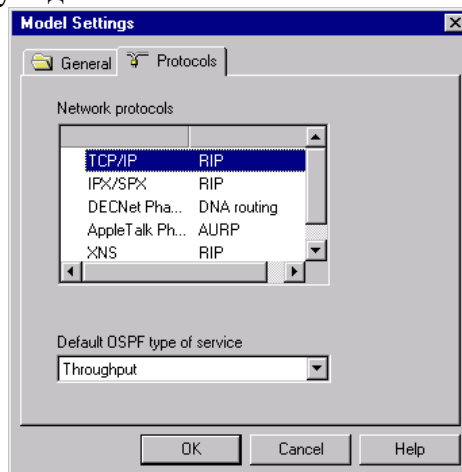 Model Settings
General Protocols
Network protocols
TCP/IP RIP
IPX/SPX RIP
DECNet Pha... DNA routing
AppleTalk Ph... AURP
XNS RIP
Default OSPF type of service
Throughput
OK Cancel Help